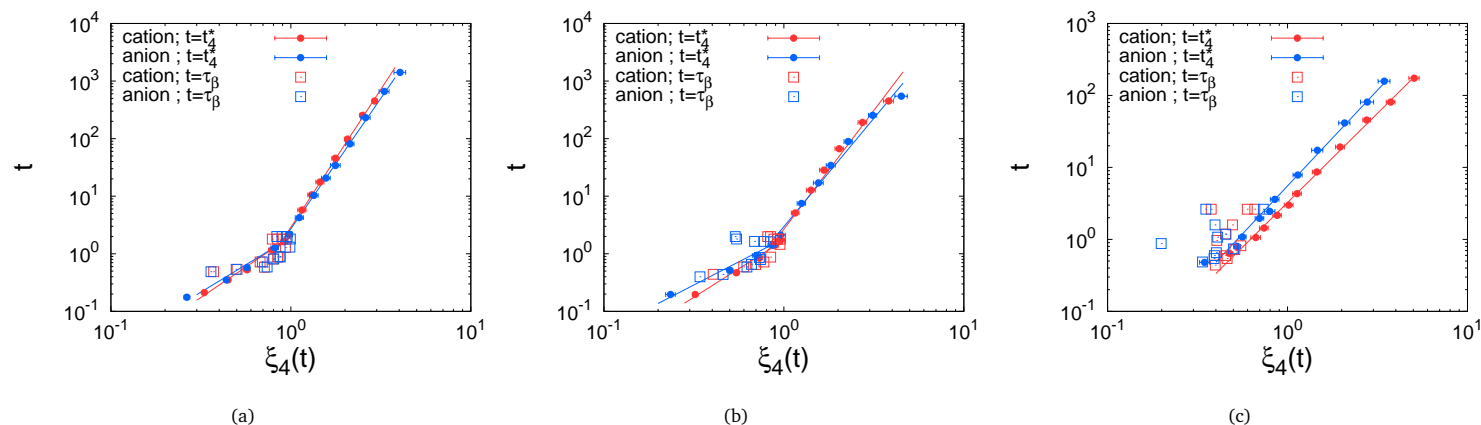 10^4
10^3
10^2
10^1
10^0
10^-1
10^-1
10^0
10^1
t
ξ4(t)
cation; t=t*4
anion ; t=t*4
cation; t=τβ
anion ; t=τβ
(a)
10^4
10^3
10^2
10^1
10^0
10^-1
10^-1
10^0
10^1
t
ξ4(t)
cation; t=t*4
anion ; t=t*4
cation; t=τβ
anion ; t=τβ
(b)
10^3
10^2
10^1
10^0
10^-1
10^-1
10^0
10^1
t
ξ4(t)
cation; t=t*4
anion ; t=t*4
cation; t=τβ
anion ; t=τβ
(c)